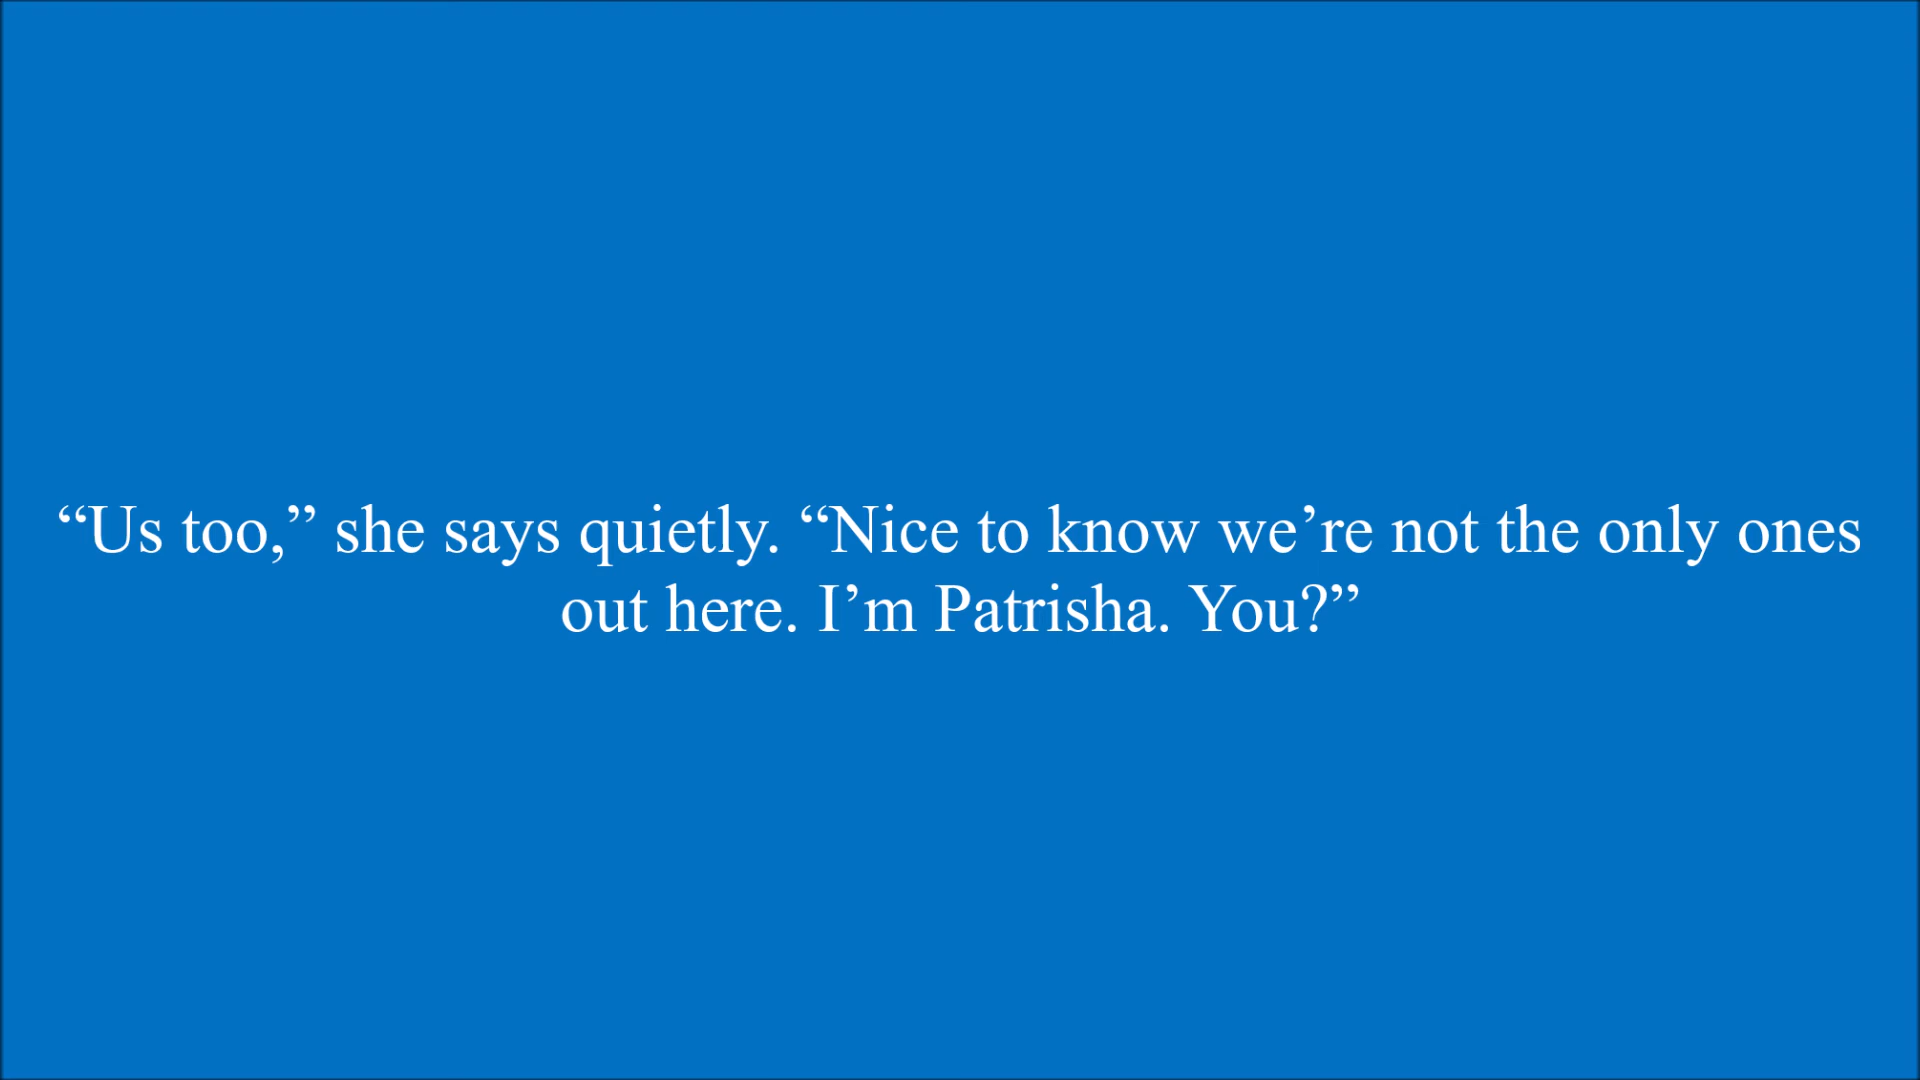 “Us too,” she says quietly. “Nice to know we’re not the only ones
out here. I’m Patrisha. You?”